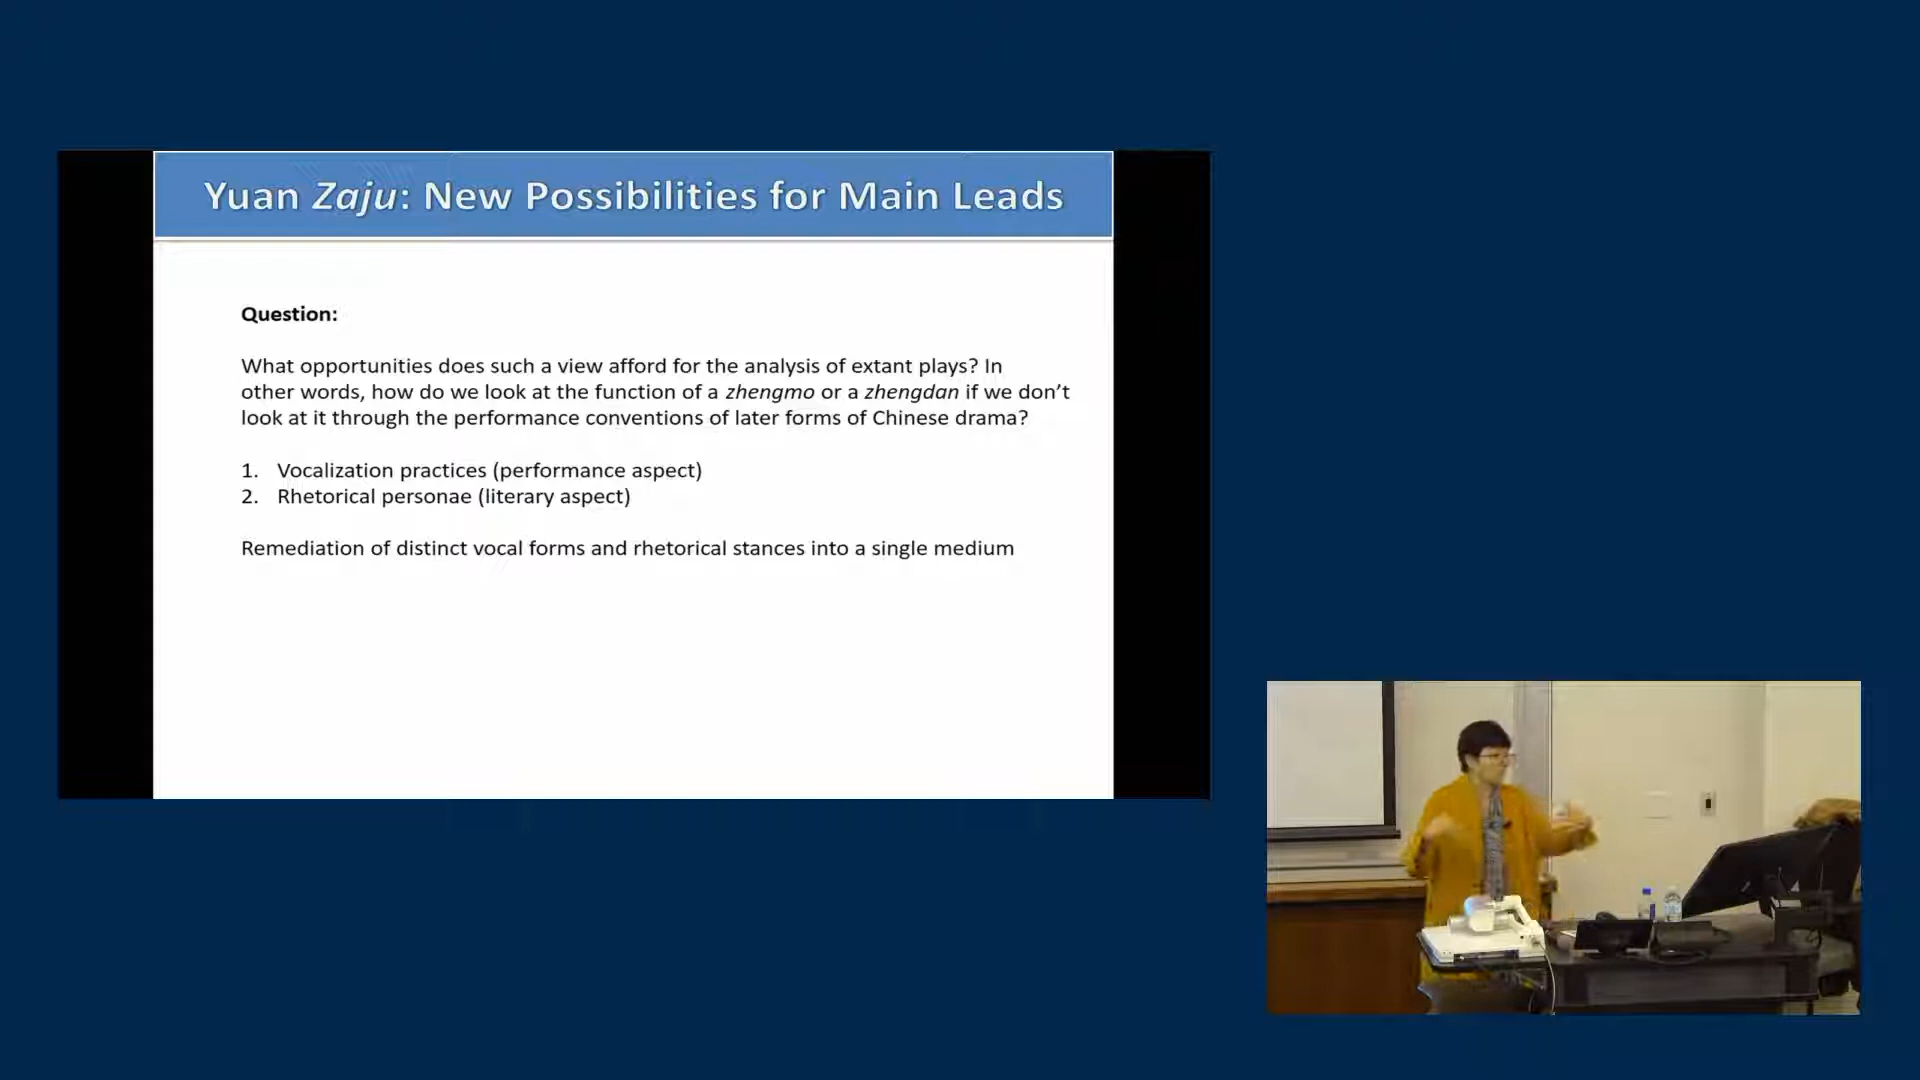 Yuan Zaju: New Possibilities for Main Leads
Question:
What opportunities does such a view afford for the analysis of extant plays? In
other words, how do we look at the function of a zhengmo or a zhengdan if we don’t
look at it through the performance conventions of later forms of Chinese drama?
1. Vocalization practices (performance aspect)
2. Rhetorical personae (literary aspect)
Remediation of distinct vocal forms and rhetorical stances into a single medium